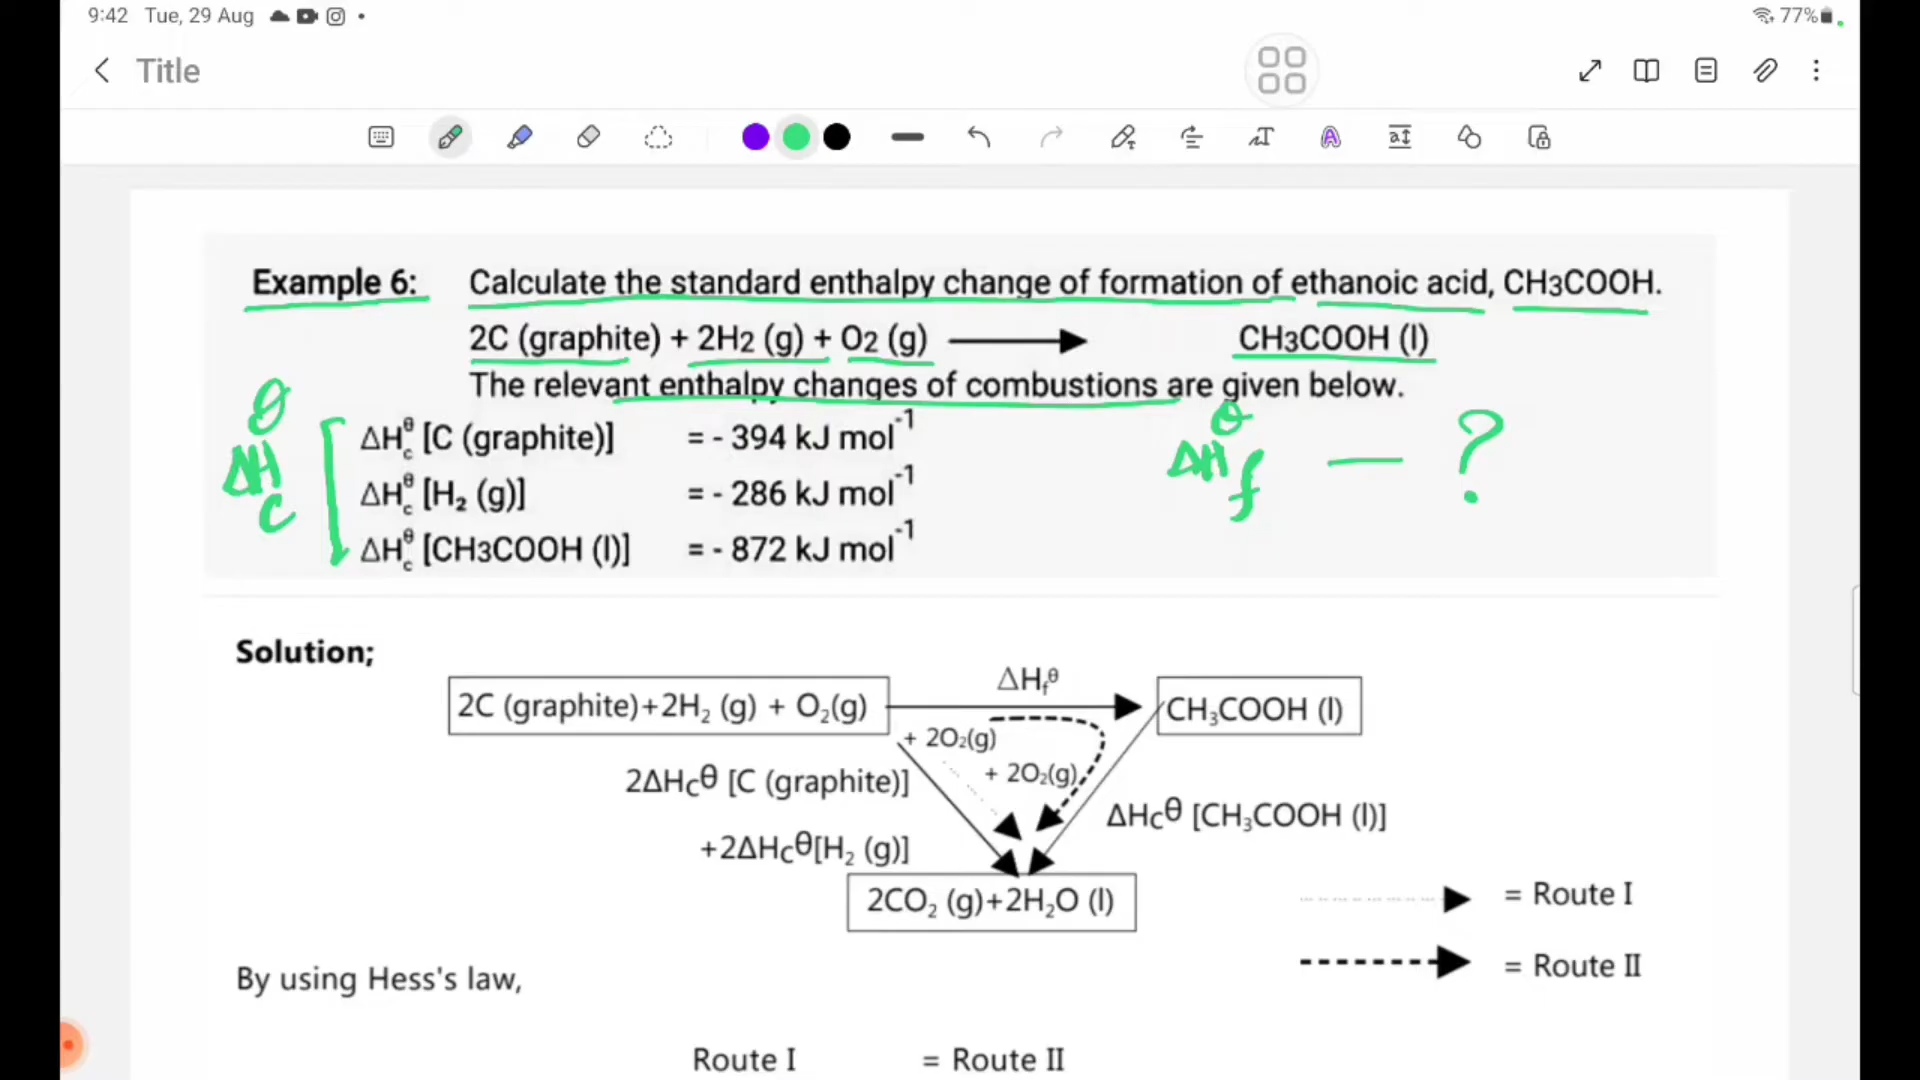 9:42 Tue, 29 Aug 77%
Title
Example 6: Calculate the standard enthalpy change of formation of ethanoic acid, CH3COOH.
2C (graphite) + 2H2 (g) + O2 (g) ⟶ CH3COOH (l)
The relevant enthalpy changes of combustions are given below.
ΔH꜀ᶿ [C (graphite)] = - 394 kJ mol⁻¹
ΔH꜀ᶿ [H₂ (g)] = - 286 kJ mol⁻¹
ΔH꜀ᶿ [CH3COOH (l)] = - 872 kJ mol⁻¹
θ
ΔH
C
θ
ΔH f — ?
Solution;
ΔHfᶿ
2C (graphite)+2H₂ (g) + O₂(g) CH₃COOH (l)
+ 2O₂(g)
+ 2O₂(g)
2ΔHcθ [C (graphite)]
+2ΔHcθ[H₂ (g)]
ΔHcθ [CH₃COOH (l)]
2CO₂ (g)+2H₂O (l)
= Route I
= Route II
By using Hess's law,
Route I = Route II